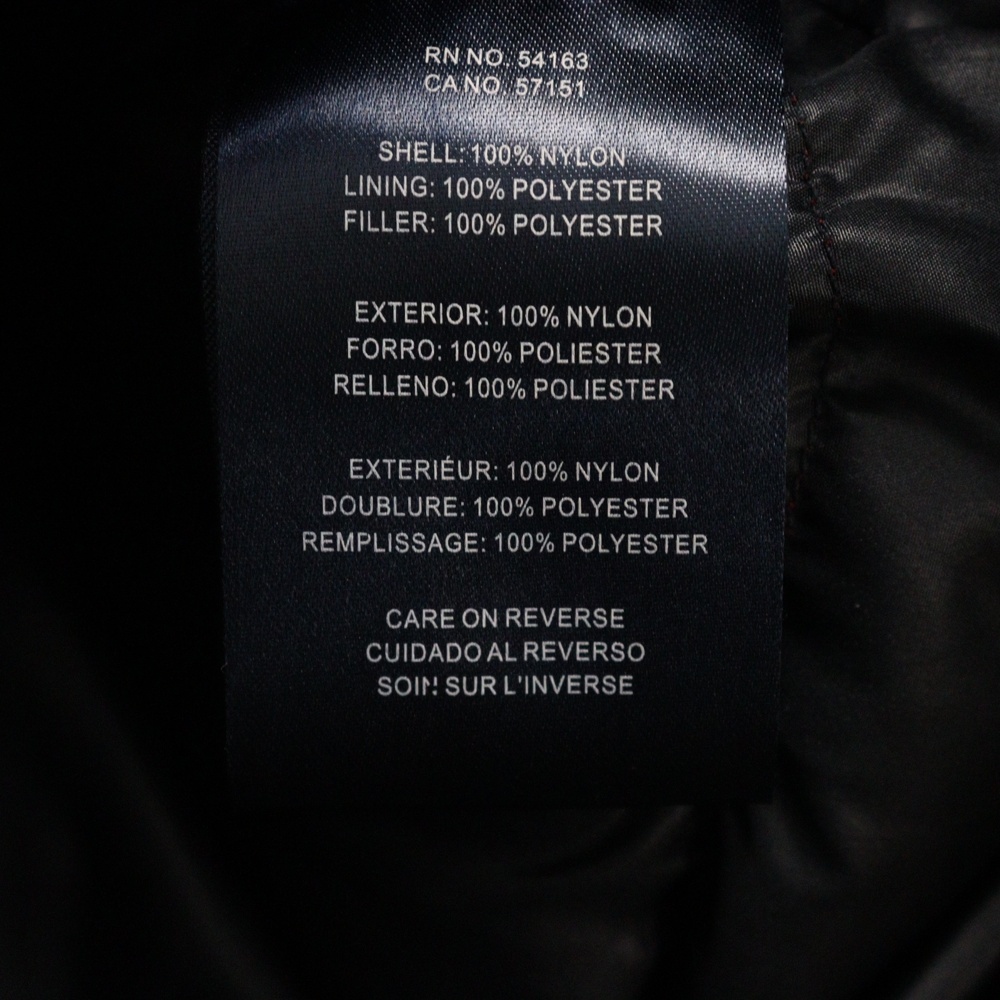 RN NO. 54163
CA NO. 57151
SHELL: 100% NYLON
LINING: 100% POLYESTER
FILLER: 100% POLYESTER
EXTERIOR: 100% NYLON
FORRO: 100% POLIESTER
RELLENO: 100% POLIESTER
EXTERIÉUR: 100% NYLON
DOUBLURE: 100% POLYESTER
REMPLISSAGE: 100% POLYESTER
CARE ON REVERSE
CUIDADO AL REVERSO
SOIN SUR L'INVERSE